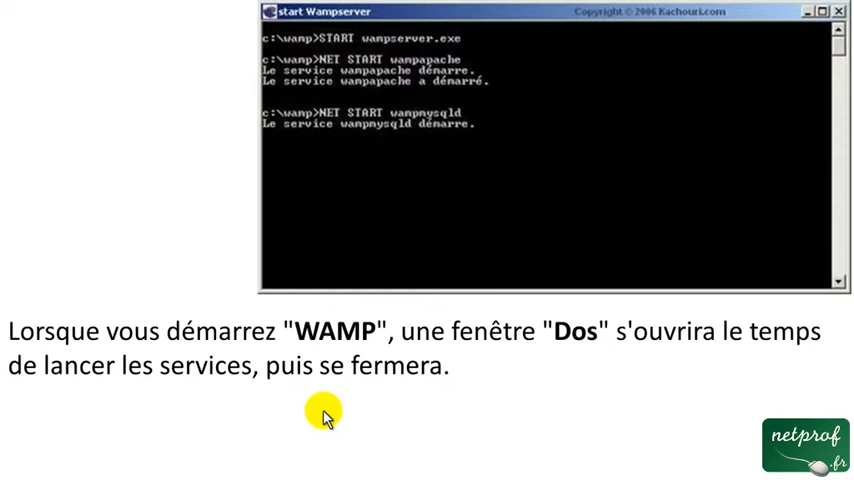 start Wampserver
Copyright © 2006 Kachouri.com
c:\wamp>START wampserver.exe
c:\wamp>NET START wampapache
Le service wampapache démarre.
Le service wampapache a démarré.
c:\wamp>NET START wampmysqld
Le service wampmysqld démarre.
Lorsque vous démarrez "WAMP", une fenêtre "Dos" s'ouvrira le temps
de lancer les services, puis se fermera.
netprof
.fr